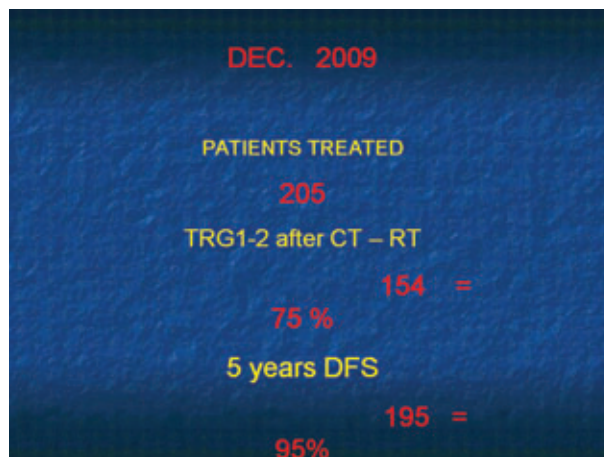 DEC. 2009
PATIENTS TREATED
205
TRG1-2 after CT – RT
154 =
75 %
5 years DFS
195 =
95%